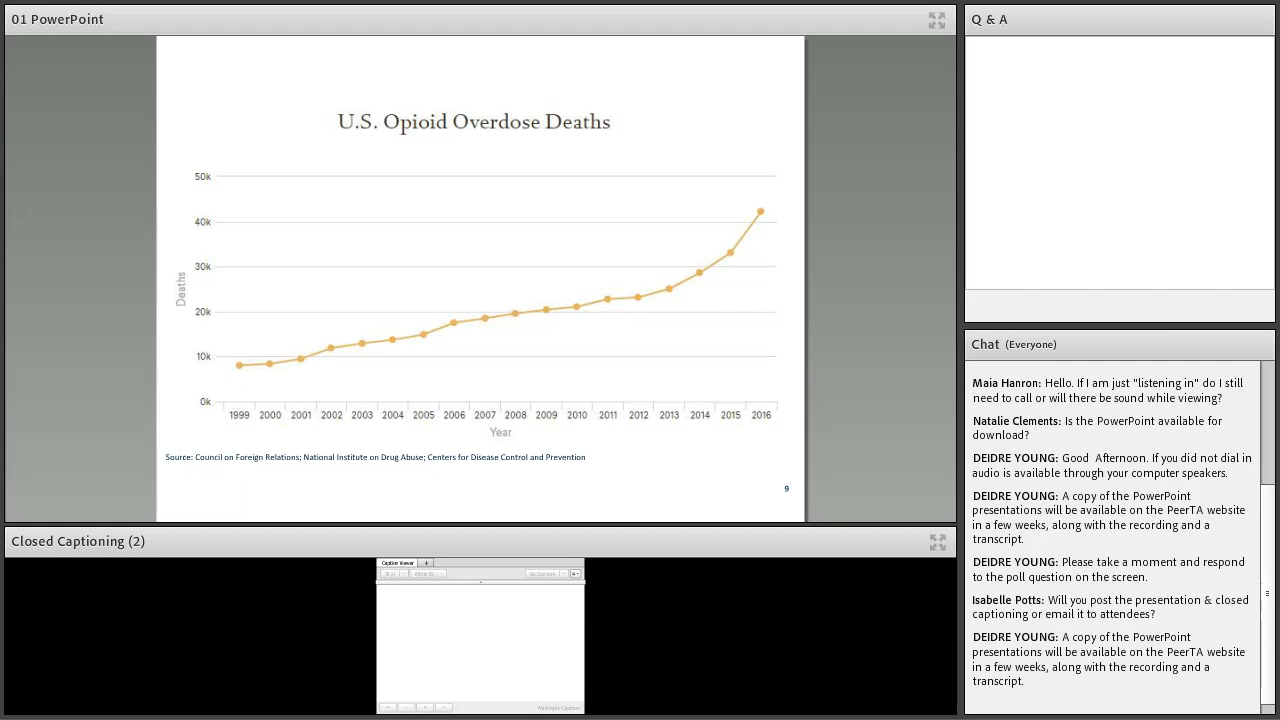 01 PowerPoint
U.S. Opioid Overdose Deaths
50k
40k
30k
20k
10k
0k
Deaths
1999 2000 2001 2002 2003 2004 2005 2006 2007 2008 2009 2010 2011 2012 2013 2014 2015 2016
Year
Source: Council on Foreign Relations; National Institute on Drug Abuse; Centers for Disease Control and Prevention
9
Closed Captioning (2)
Caption Viewer
Waiting for Captions
Q & A
Chat (Everyone)
Maia Hanron: Hello. If I am just "listening in" do I still
need to call or will there be sound while viewing?
Natalie Clements: Is the PowerPoint available for
download?
DEIDRE YOUNG: Good Afternoon. If you did not dial in
audio is available through your computer speakers.
DEIDRE YOUNG: A copy of the PowerPoint
presentations will be available on the PeerTA website
in a few weeks, along with the recording and a
transcript.
DEIDRE YOUNG: Please take a moment and respond
to the poll question on the screen.
Isabelle Potts: Will you post the presentation & closed
captioning or email it to attendees?
DEIDRE YOUNG: A copy of the PowerPoint
presentations will be available on the PeerTA website
in a few weeks, along with the recording and a
transcript.